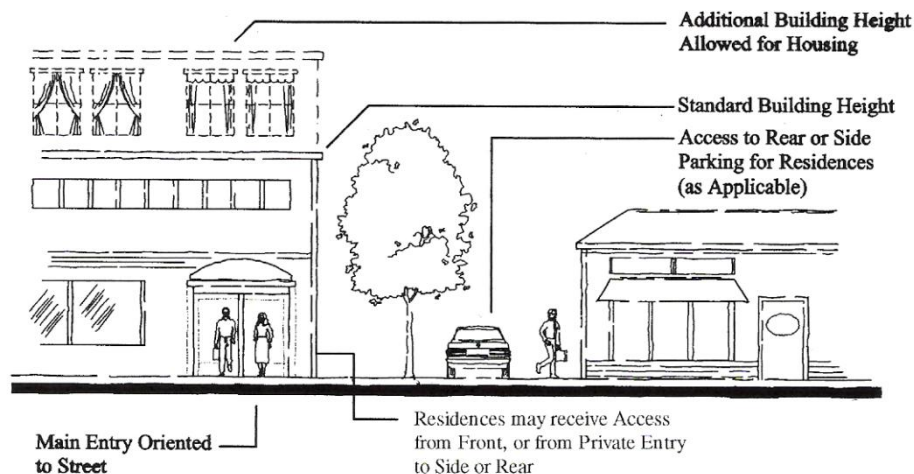 Additional Building Height
Allowed for Housing
Standard Building Height
Access to Rear or Side
Parking for Residences
(as Applicable)
Main Entry Oriented
to Street
Residences may receive Access
from Front, or from Private Entry
to Side or Rear